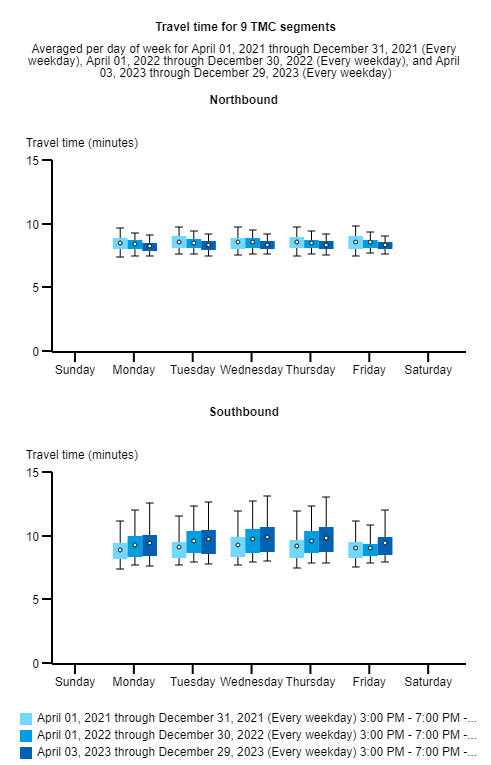 Travel time for 9 TMC segments
Averaged per day of week for April 01, 2021 through December 31, 2021 (Every
weekday), April 01, 2022 through December 30, 2022 (Every weekday), and April
03, 2023 through December 29, 2023 (Every weekday)
Northbound
Travel time (minutes)
15
10
5
0
Sunday Monday Tuesday Wednesday Thursday Friday Saturday
Southbound
Travel time (minutes)
15
10
5
0
Sunday Monday Tuesday Wednesday Thursday Friday Saturday
April 01, 2021 through December 31, 2021 (Every weekday) 3:00 PM - 7:00 PM -...
April 01, 2022 through December 30, 2022 (Every weekday) 3:00 PM - 7:00 PM -...
April 03, 2023 through December 29, 2023 (Every weekday) 3:00 PM - 7:00 PM -...